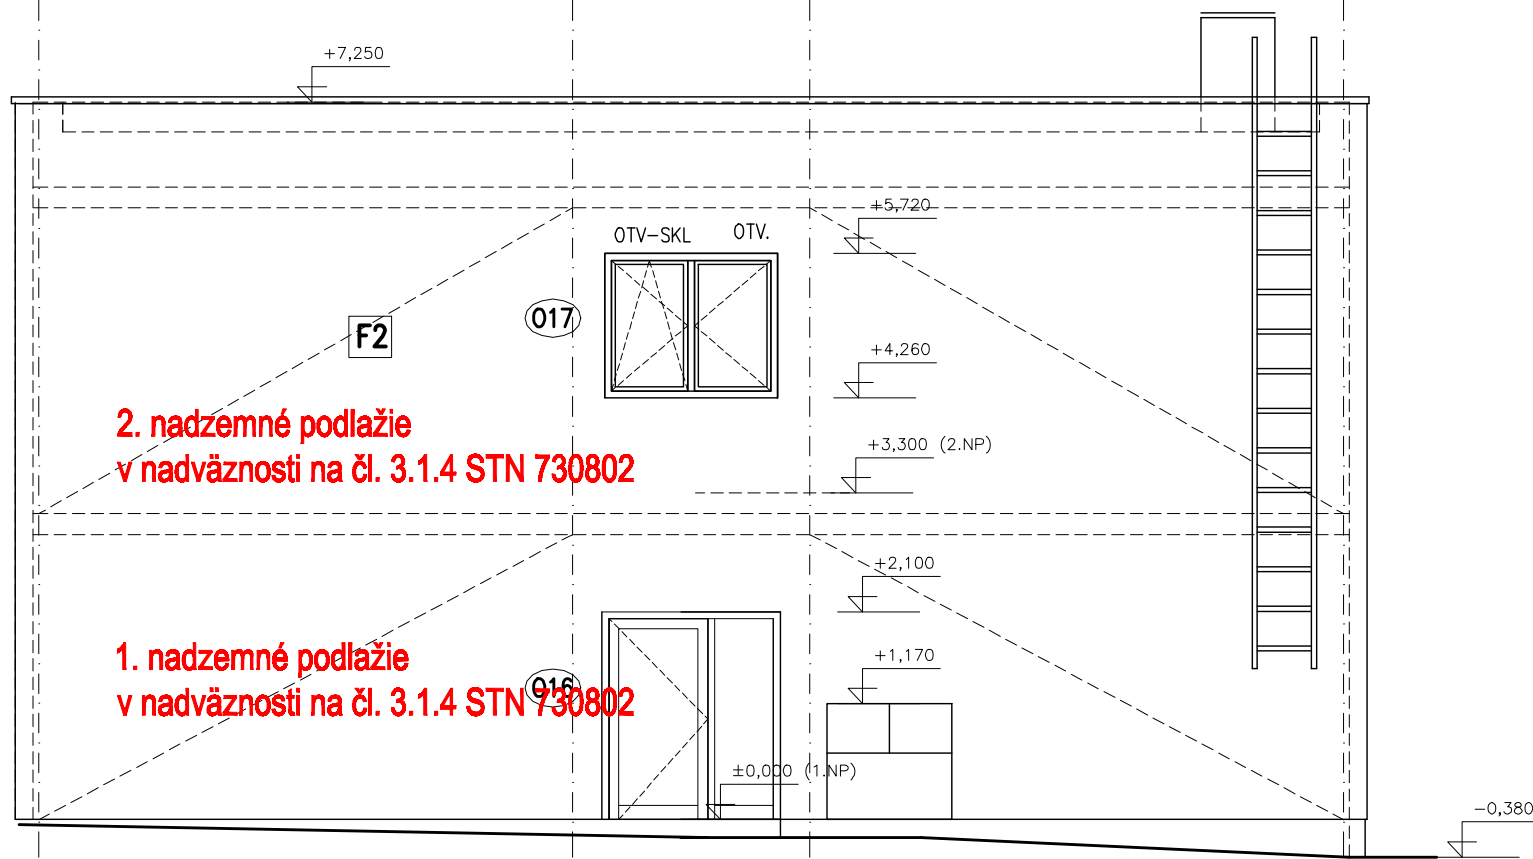 +7,250
+5,720
OTV-SKL
OTV.
O17
F2
+4,260
2. nadzemné podlažie
v nadväznosti na čl. 3.1.4 STN 730802
+3,300 (2.NP)
+2,100
1. nadzemné podlažie
+1,170
O16
v nadväznosti na čl. 3.1.4 STN 730802
±0,000 (1.NP)
-0,380